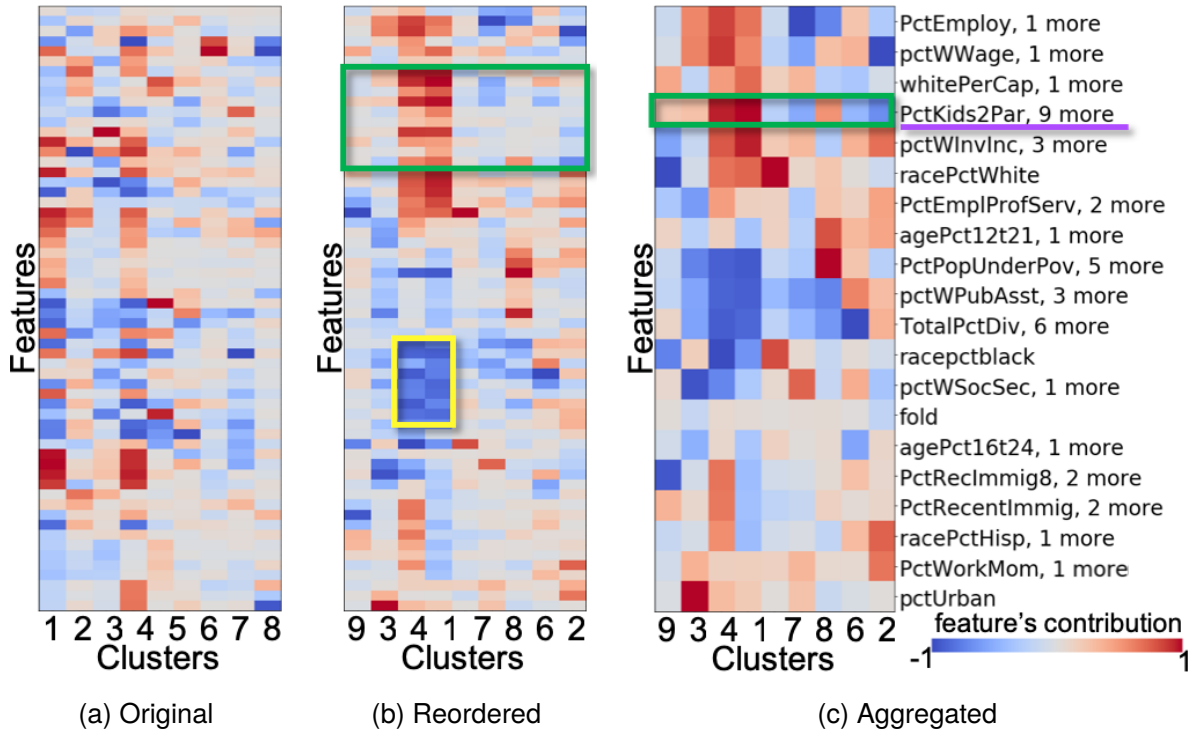 PctEmploy, 1 more
pctWWage, 1 more
whitePerCap, 1 more
PctKids2Par, 9 more
pctWInvInc, 3 more
racePctWhite
PctEmplProfServ, 2 more
agePct12t21, 1 more
PctPopUnderPov, 5 more
pctWPubAsst, 3 more
TotalPctDiv, 6 more
racepctblack
pctWSocSec, 1 more
fold
agePct16t24, 1 more
PctRecImmig8, 2 more
PctRecentImmig, 2 more
racePctHisp, 1 more
PctWorkMom, 1 more
pctUrban
Features
Features
Features
1 2 3 4 5 6 7 8
9 3 4 1 7 8 6 2
9 3 4 1 7 8 6 2
Clusters
Clusters
Clusters
feature's contribution
-1 1
(a) Original
(b) Reordered
(c) Aggregated